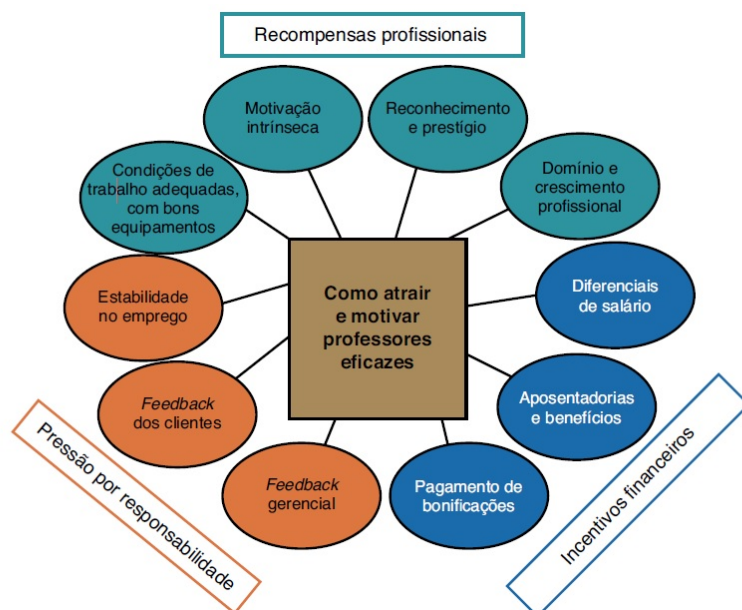 Recompensas profissionais
Motivação
intrínseca
Reconhecimento
e prestígio
Condições de
trabalho adequadas,
com bons
equipamentos
Domínio e
crescimento
profissional
Estabilidade
no emprego
Como atrair
e motivar
professores
eficazes
Diferenciais
de salário
Feedback
dos clientes
Aposentadorias
e benefícios
Feedback
gerencial
Pagamento de
bonificações
Pressão por responsabilidade
Incentivos financeiros